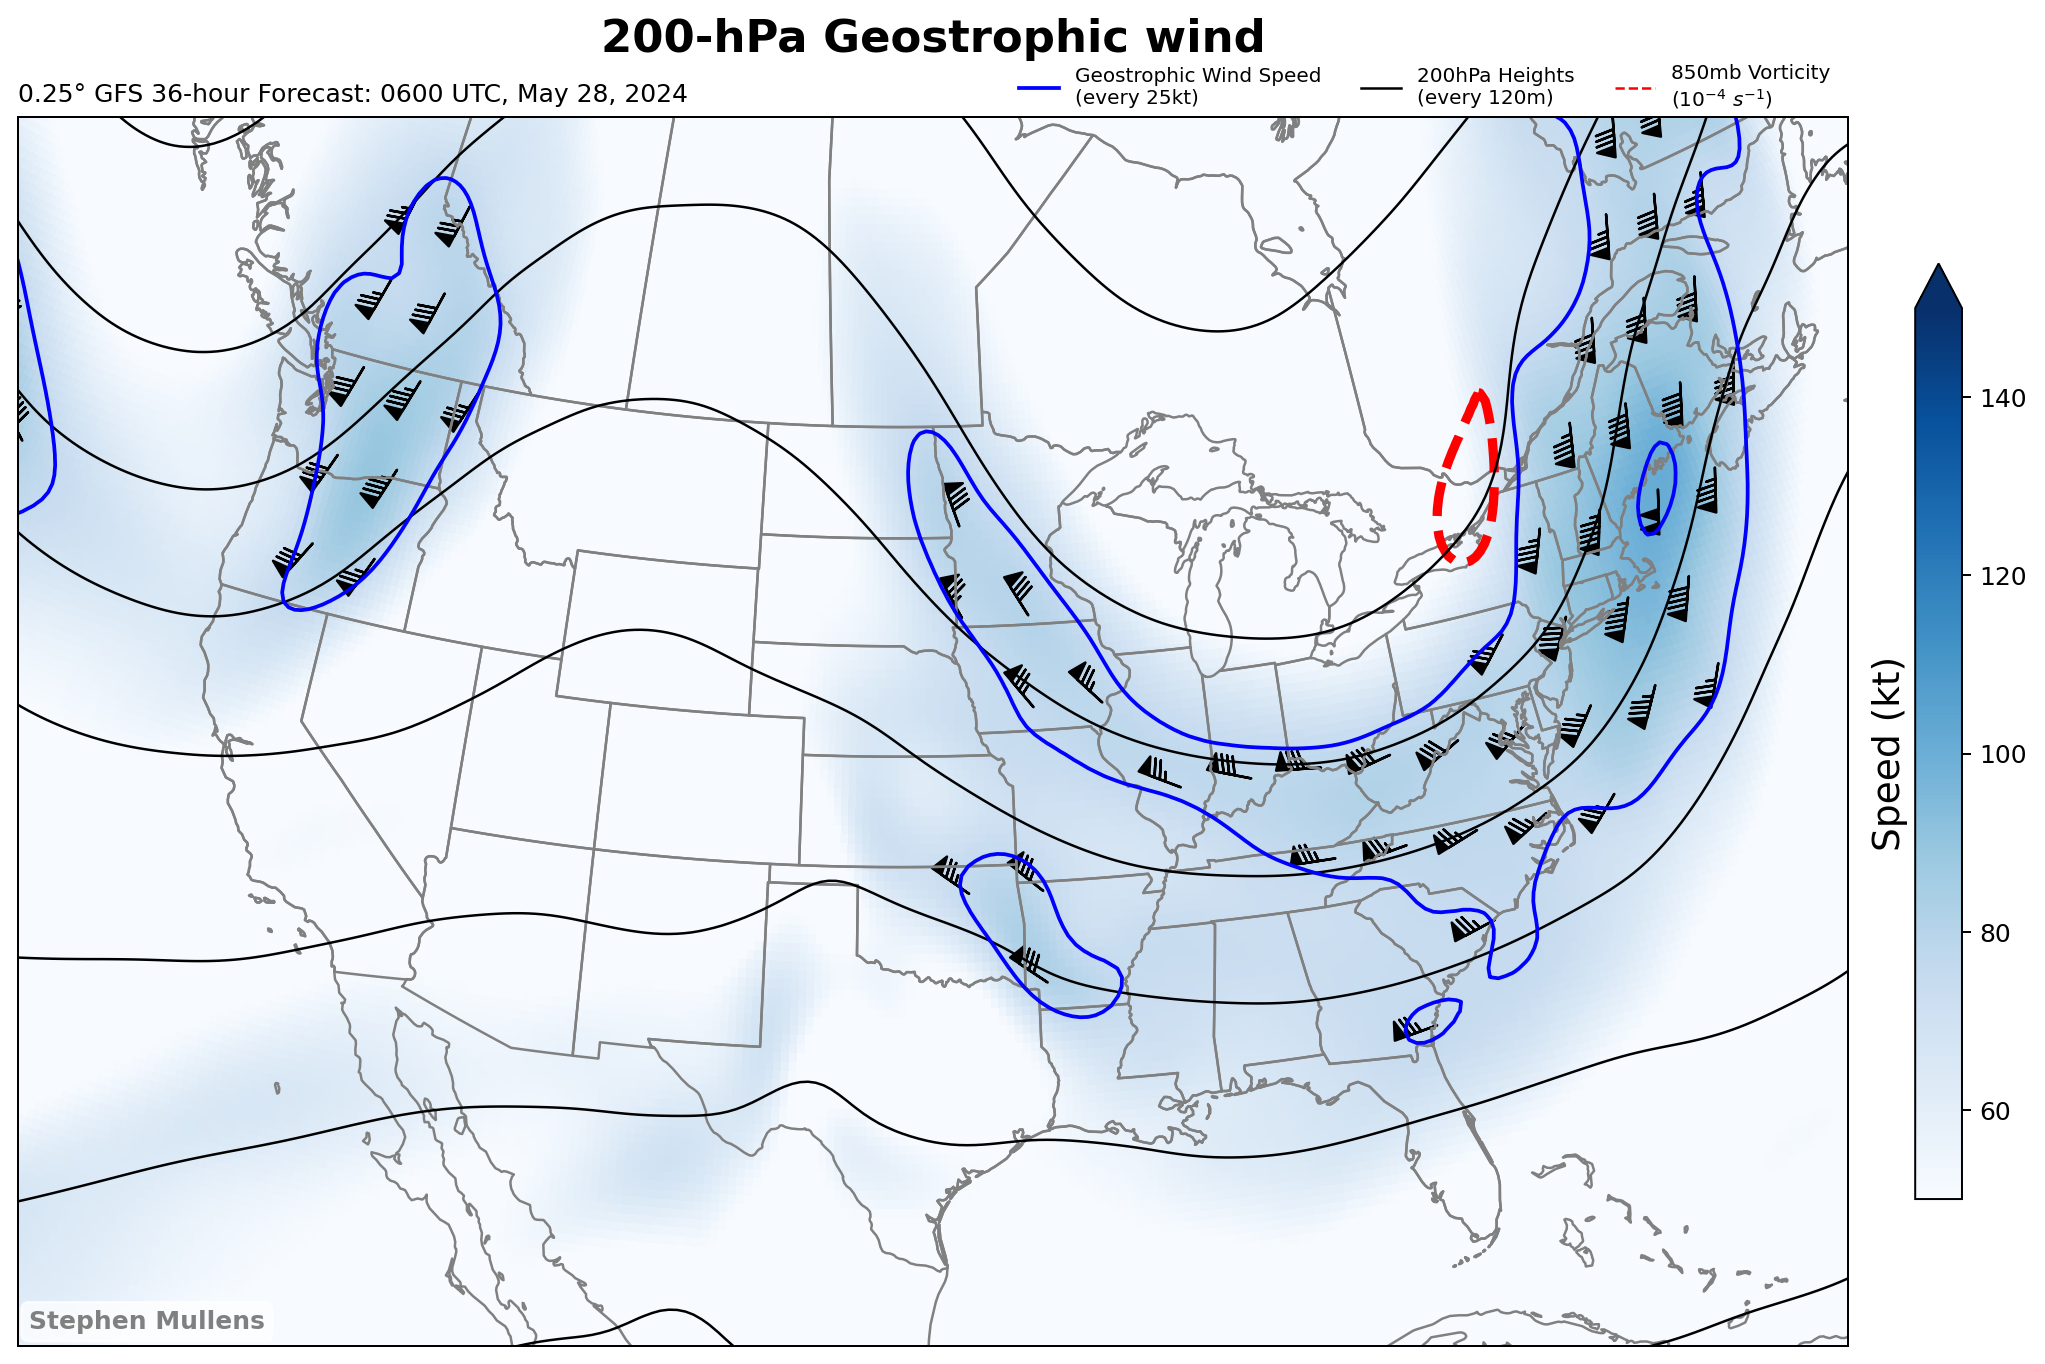 200-hPa Geostrophic wind
0.25° GFS 36-hour Forecast: 0600 UTC, May 28, 2024
Geostrophic Wind Speed
(every 25kt)
200hPa Heights
(every 120m)
850mb Vorticity
(10⁻⁴ s⁻¹)
140
120
100
80
60
Speed (kt)
Stephen Mullens